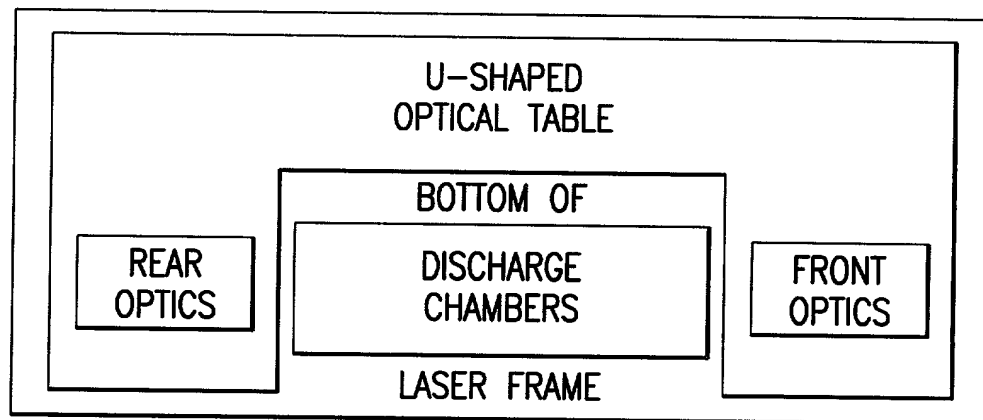 U-SHAPED
OPTICAL TABLE
BOTTOM OF
REAR
OPTICS
DISCHARGE
CHAMBERS
FRONT
OPTICS
LASER FRAME